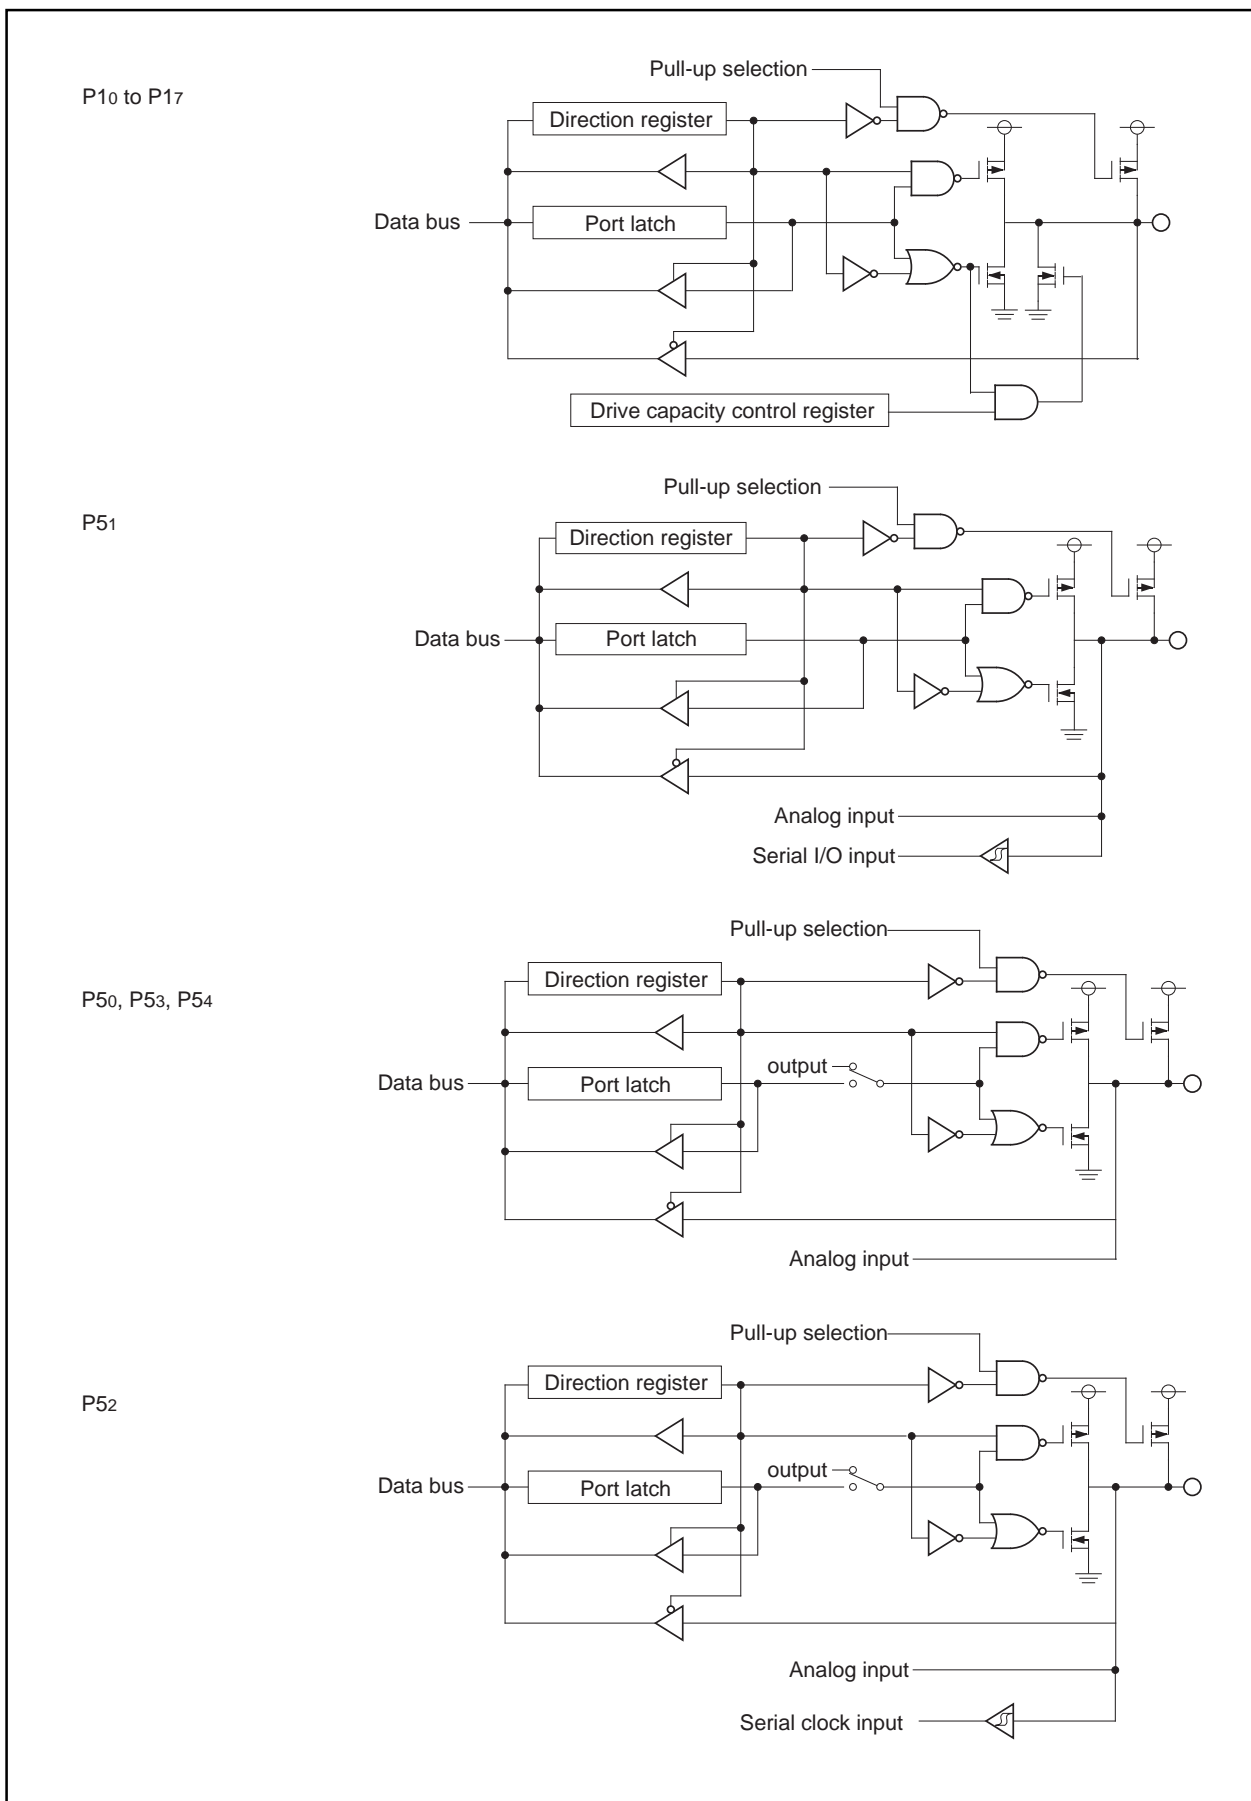 Pull-up selection
P10 to P17
Direction register
Data bus
Port latch
Drive capacity control register
Pull-up selection
P51
Direction register
Data bus
Port latch
Analog input
Serial I/O input
Pull-up selection
P50, P53, P54
Direction register
output
Data bus
Port latch
Analog input
Pull-up selection
P52
Direction register
output
Data bus
Port latch
Analog input
Serial clock input